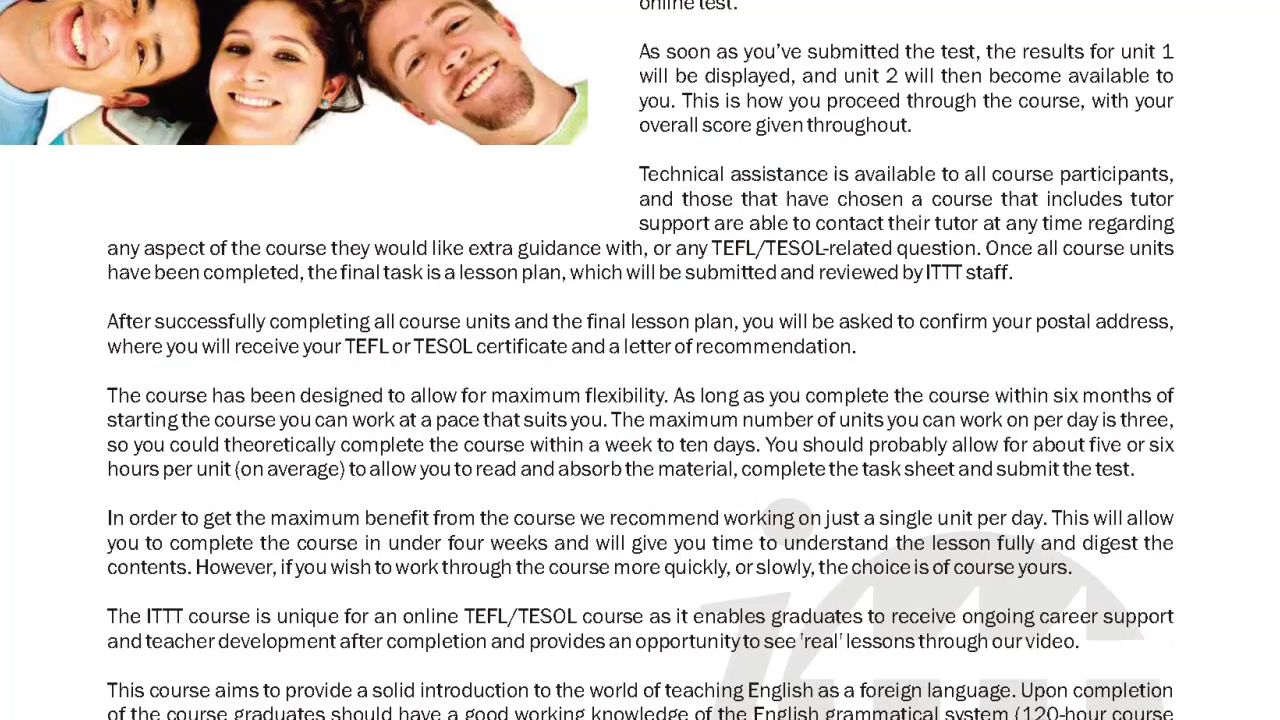 online test.
As soon as you've submitted the test, the results for unit 1
will be displayed, and unit 2 will then become available to
you. This is how you proceed through the course, with your
overall score given throughout.
Technical assistance is available to all course participants,
and those that have chosen a course that includes tutor
support are able to contact their tutor at any time regarding
any aspect of the course they would like extra guidance with, or any TEFL/TESOL-related question. Once all course units
have been completed, the final task is a lesson plan, which will be submitted and reviewed by ITTT staff.
After successfully completing all course units and the final lesson plan, you will be asked to confirm your postal address,
where you will receive your TEFL or TESOL certificate and a letter of recommendation.
The course has been designed to allow for maximum flexibility. As long as you complete the course within six months of
starting the course you can work at a pace that suits you. The maximum number of units you can work on per day is three,
so you could theoretically complete the course within a week to ten days. You should probably allow for about five or six
hours per unit (on average) to allow you to read and absorb the material, complete the task sheet and submit the test.
In order to get the maximum benefit from the course we recommend working on just a single unit per day. This will allow
you to complete the course in under four weeks and will give you time to understand the lesson fully and digest the
contents. However, if you wish to work through the course more quickly, or slowly, the choice is of course yours.
The ITTT course is unique for an online TEFL/TESOL course as it enables graduates to receive ongoing career support
and teacher development after completion and provides an opportunity to see 'real' lessons through our video.
This course aims to provide a solid introduction to the world of teaching English as a foreign language. Upon completion
of the course graduates should have a good working knowledge of the English grammatical system (120-hour course